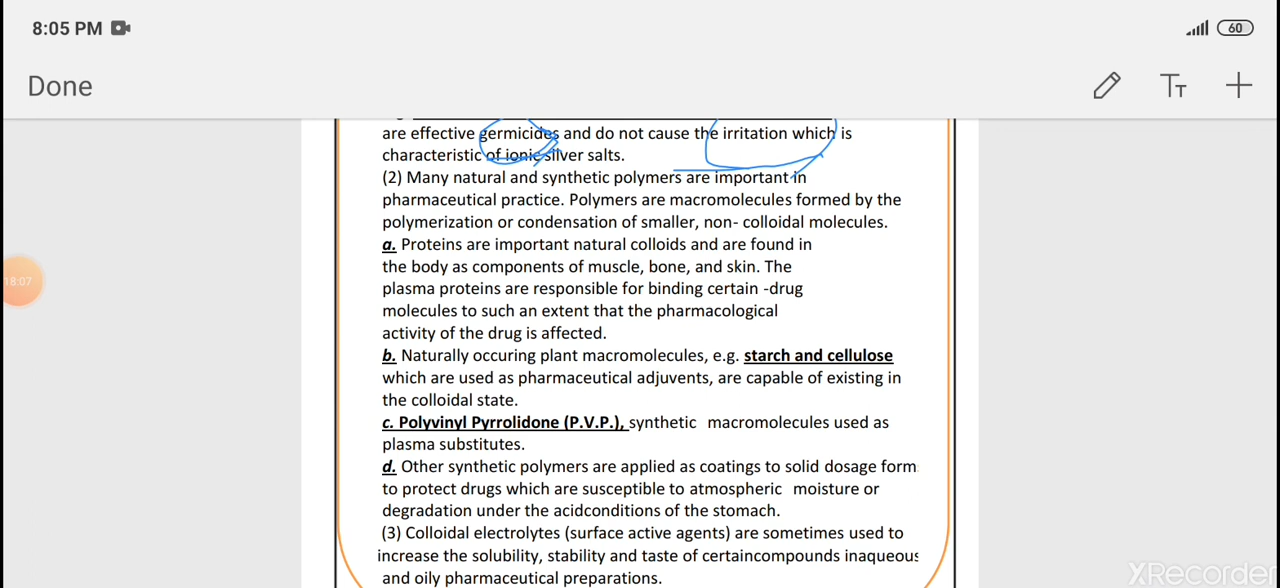 8:05 PM
60
Done
TT
are effective germicides and do not cause the irritation which is
characteristic of ionic silver salts.
(2) Many natural and synthetic polymers are important in
pharmaceutical practice. Polymers are macromolecules formed by the
polymerization or condensation of smaller, non- colloidal molecules.
a. Proteins are important natural colloids and are found in
the body as components of muscle, bone, and skin. The
plasma proteins are responsible for binding certain -drug
molecules to such an extent that the pharmacological
activity of the drug is affected.
b. Naturally occuring plant macromolecules, e.g. starch and cellulose
which are used as pharmaceutical adjuvents, are capable of existing in
the colloidal state.
c. Polyvinyl Pyrrolidone (P.V.P.), synthetic macromolecules used as
plasma substitutes.
d. Other synthetic polymers are applied as coatings to solid dosage form
to protect drugs which are susceptible to atmospheric moisture or
degradation under the acidconditions of the stomach.
(3) Colloidal electrolytes (surface active agents) are sometimes used to
increase the solubility, stability and taste of certaincompounds inaqueous
and oily pharmaceutical preparations.
18:07
XRecorder